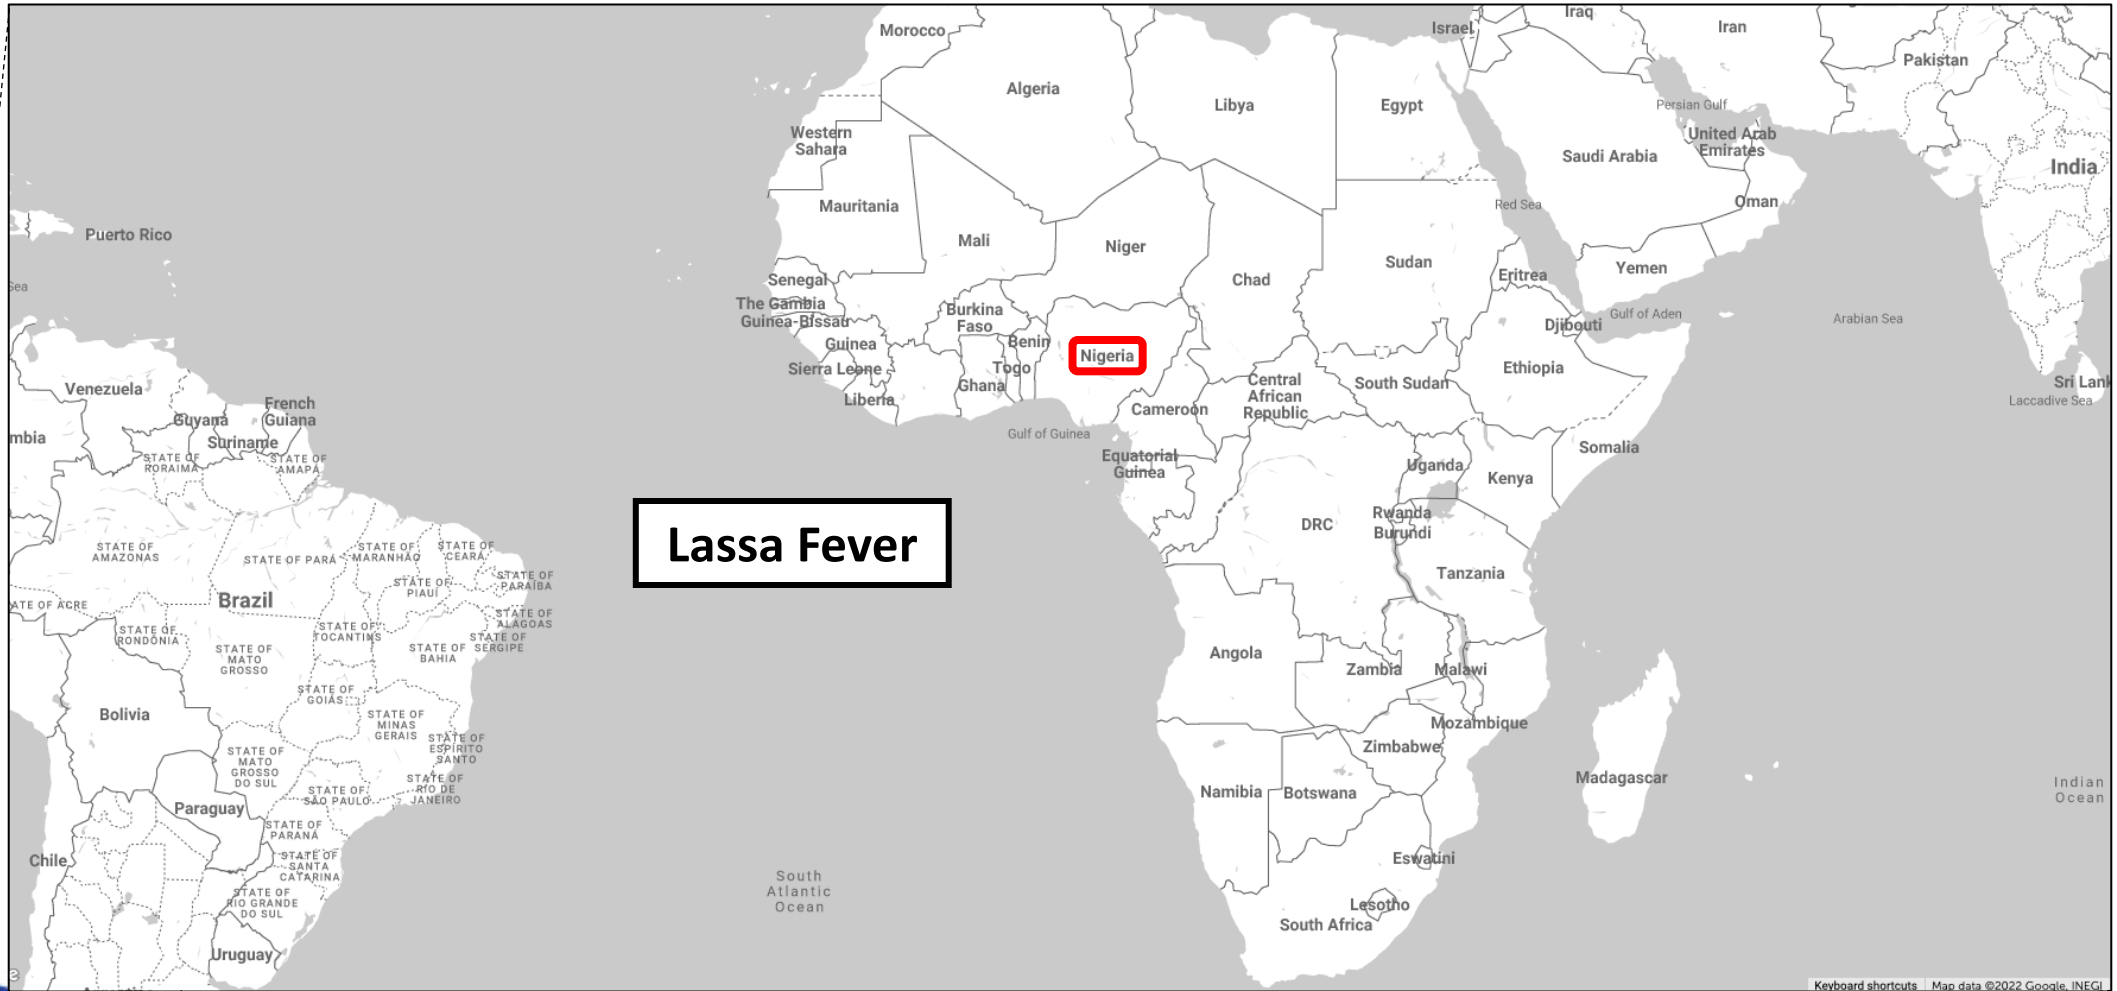 Morocco
Algeria
Libya
Egypt
Israel
Iraq
Iran
Pakistan
Persian Gulf
United Arab
Emirates
Saudi Arabia
India
Western
Sahara
Mauritania
Mali
Niger
Chad
Sudan
Red Sea
Oman
Eritrea
Yemen
Puerto Rico
Sea
Senegal
The Gambia
Guinea-Bissau
Guinea
Sierra Leone
Liberia
Burkina
Faso
Benin
Togo
Ghana
Nigeria
Djibouti
Gulf of Aden
Arabian Sea
Ethiopia
Central
African
Republic
South Sudan
Cameroon
Gulf of Guinea
Equatorial
Guinea
Somalia
Uganda
Kenya
Sri Lank
Laccadive Sea
Venezuela
Guyana
French
Guiana
Suriname
mbia
STATE OF
RORAIMA
STATE OF
AMAPÁ
Rwanda
Burundi
DRC
Tanzania
Lassa Fever
STATE OF
AMAZONAS
STATE OF PARÁ
STATE OF
MARANHÃO
STATE OF
CEARÁ
STATE OF
PARAÍBA
STATE OF
PIAUÍ
ATE OF ACRE
Brazil
STATE OF
ALAGOAS
STATE OF
RONDÔNIA
STATE OF
TOCANTINS
STATE OF
SERGIPE
STATE OF
BAHIA
STATE OF
MATO
GROSSO
STATE OF
GOIÁS
Bolivia
STATE OF
MINAS
GERAIS
STATE OF
ESPÍRITO
SANTO
STATE OF
MATO
GROSSO
DO SUL
STATE OF
RIO DE
JANEIRO
STATE OF
SÃO PAULO
Paraguay
STATE OF
PARANÁ
Chile
STATE OF
SANTA
CATARINA
STATE OF
RIO GRANDE
DO SUL
Uruguay
Angola
Zambia
Malawi
Mozambique
Zimbabwe
Madagascar
Namibia
Botswana
Indian
Ocean
Eswatini
South
Atlantic
Ocean
Lesotho
South Africa
e
Keyboard shortcuts Map data ©2022 Google, INEGI